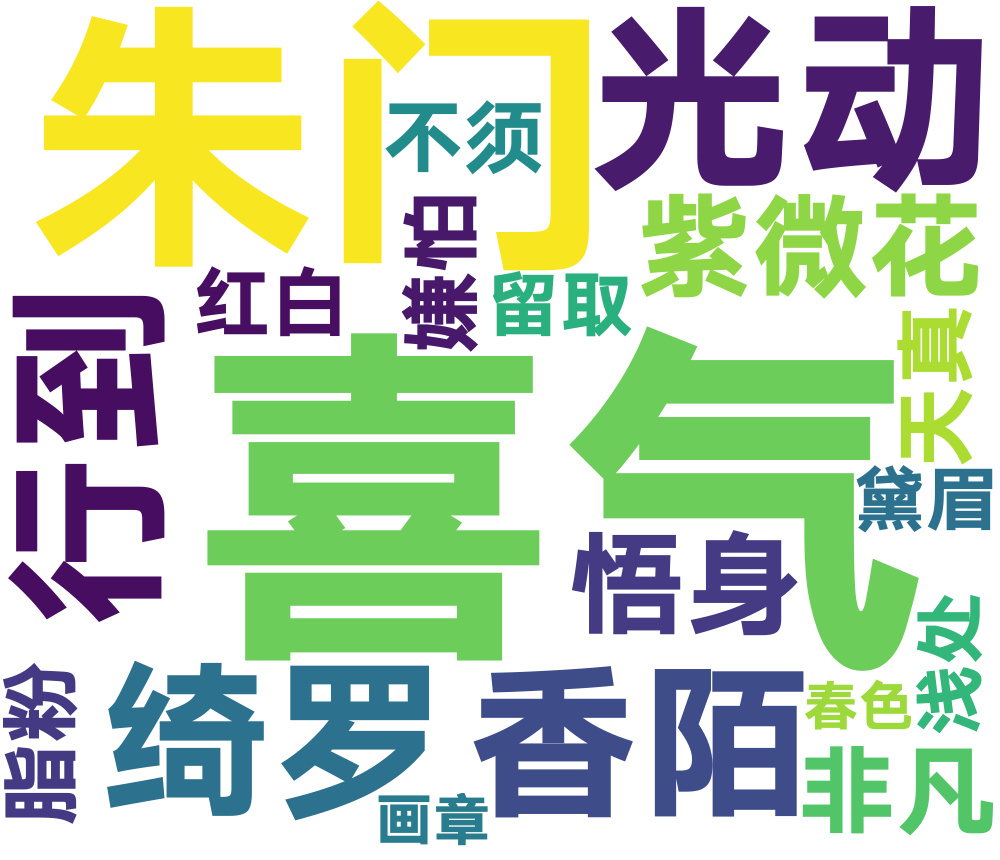 朱门
光动
不须
嫌怕
紫微花
红白
留取
行到
喜气
天真
黛眉
悟身
浅处
脂粉
绮罗
香陌
春色
非凡
画章